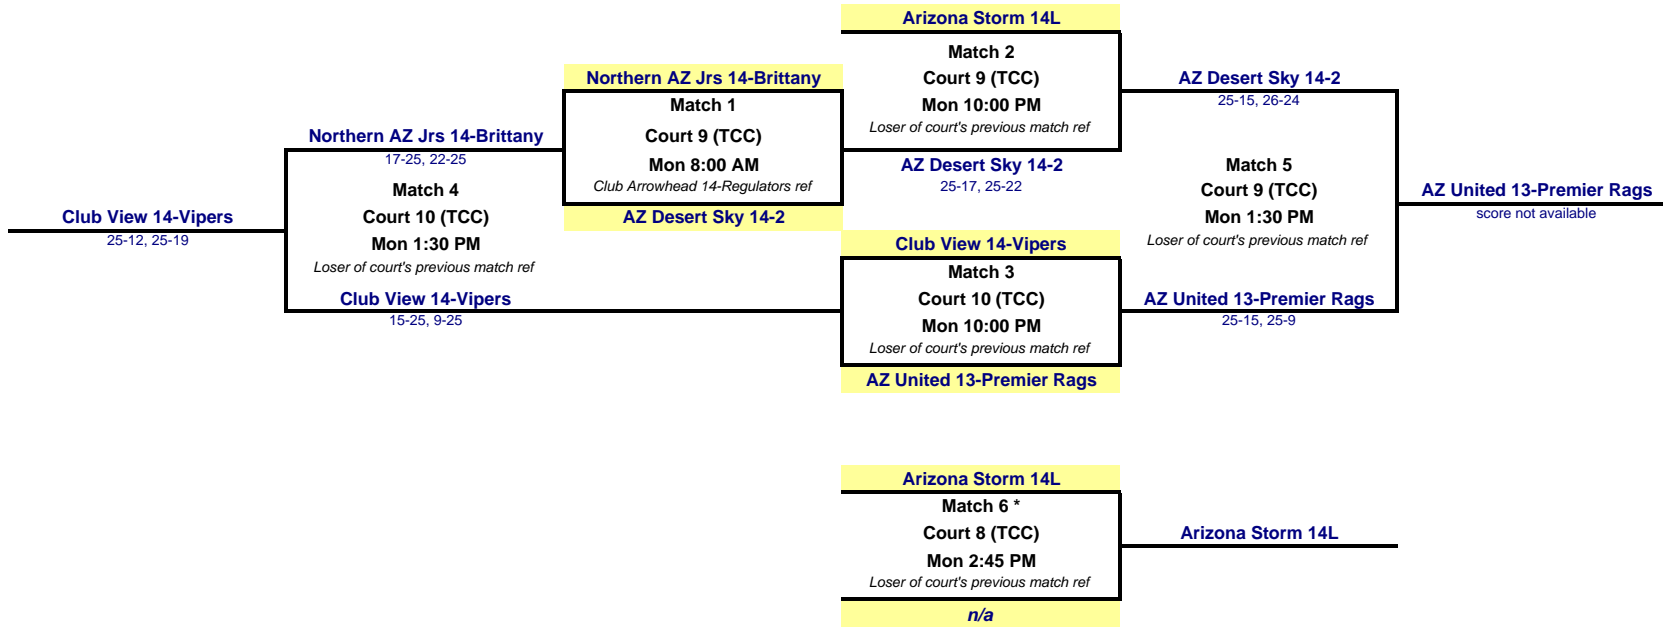 Arizona Storm 14L
Match 2
Court 9 (TCC)
Mon 10:00 PM
Loser of court's previous match ref
Northern AZ Jrs 14-Brittany
Match 1
Court 9 (TCC)
Mon 8:00 AM
Club Arrowhead 14-Regulators ref
AZ Desert Sky 14-2
AZ Desert Sky 14-2
25-15, 26-24
Northern AZ Jrs 14-Brittany
17-25, 22-25
Match 4
Court 10 (TCC)
Mon 1:30 PM
Loser of court's previous match ref
AZ Desert Sky 14-2
25-17, 25-22
Match 5
Court 9 (TCC)
Mon 1:30 PM
Loser of court's previous match ref
AZ United 13-Premier Rags
score not available
Club View 14-Vipers
25-12, 25-19
Club View 14-Vipers
15-25, 9-25
Club View 14-Vipers
Match 3
Court 10 (TCC)
Mon 10:00 PM
Loser of court's previous match ref
AZ United 13-Premier Rags
AZ United 13-Premier Rags
25-15, 25-9
Arizona Storm 14L
Match 6 *
Court 8 (TCC)
Mon 2:45 PM
Loser of court's previous match ref
n/a
Arizona Storm 14L